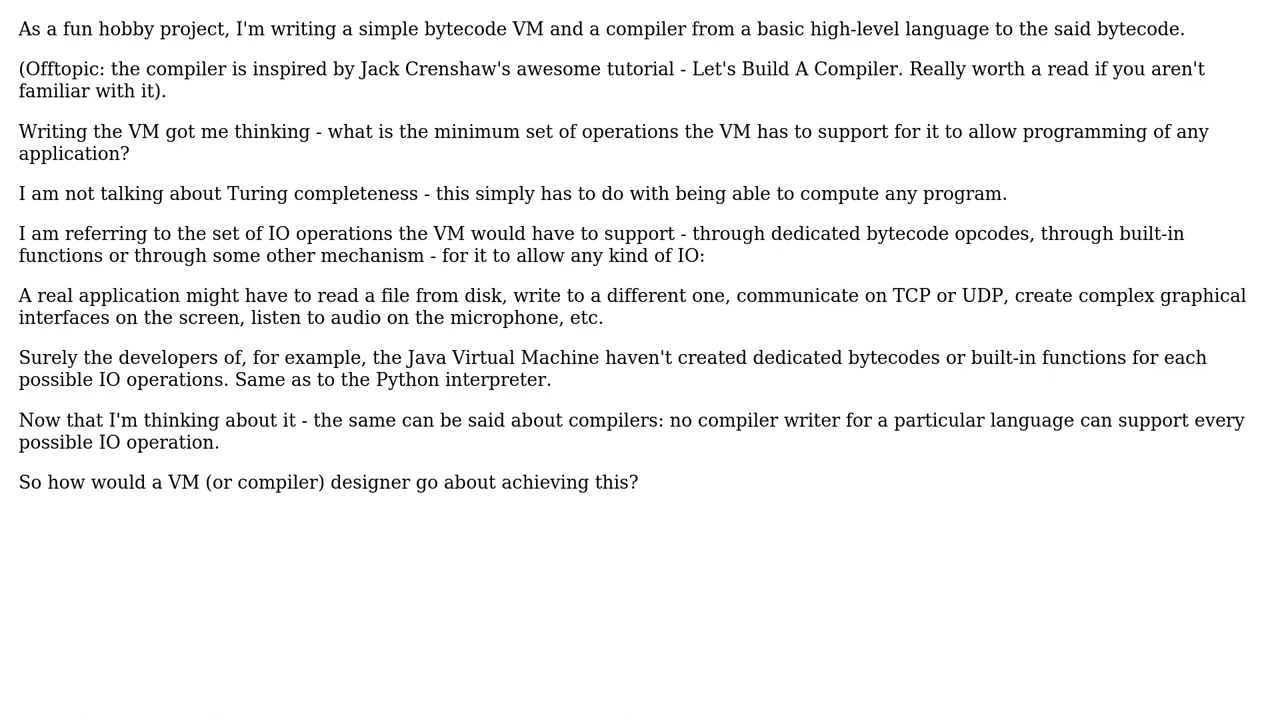 As a fun hobby project, I'm writing a simple bytecode VM and a compiler from a basic high-level language to the said bytecode.
(Offtopic: the compiler is inspired by Jack Crenshaw's awesome tutorial - Let's Build A Compiler. Really worth a read if you aren't
familiar with it).
Writing the VM got me thinking - what is the minimum set of operations the VM has to support for it to allow programming of any
application?
I am not talking about Turing completeness - this simply has to do with being able to compute any program.
I am referring to the set of IO operations the VM would have to support - through dedicated bytecode opcodes, through built-in
functions or through some other mechanism - for it to allow any kind of IO:
A real application might have to read a file from disk, write to a different one, communicate on TCP or UDP, create complex graphical
interfaces on the screen, listen to audio on the microphone, etc.
Surely the developers of, for example, the Java Virtual Machine haven't created dedicated bytecodes or built-in functions for each
possible IO operations. Same as to the Python interpreter.
Now that I'm thinking about it - the same can be said about compilers: no compiler writer for a particular language can support every
possible IO operation.
So how would a VM (or compiler) designer go about achieving this?